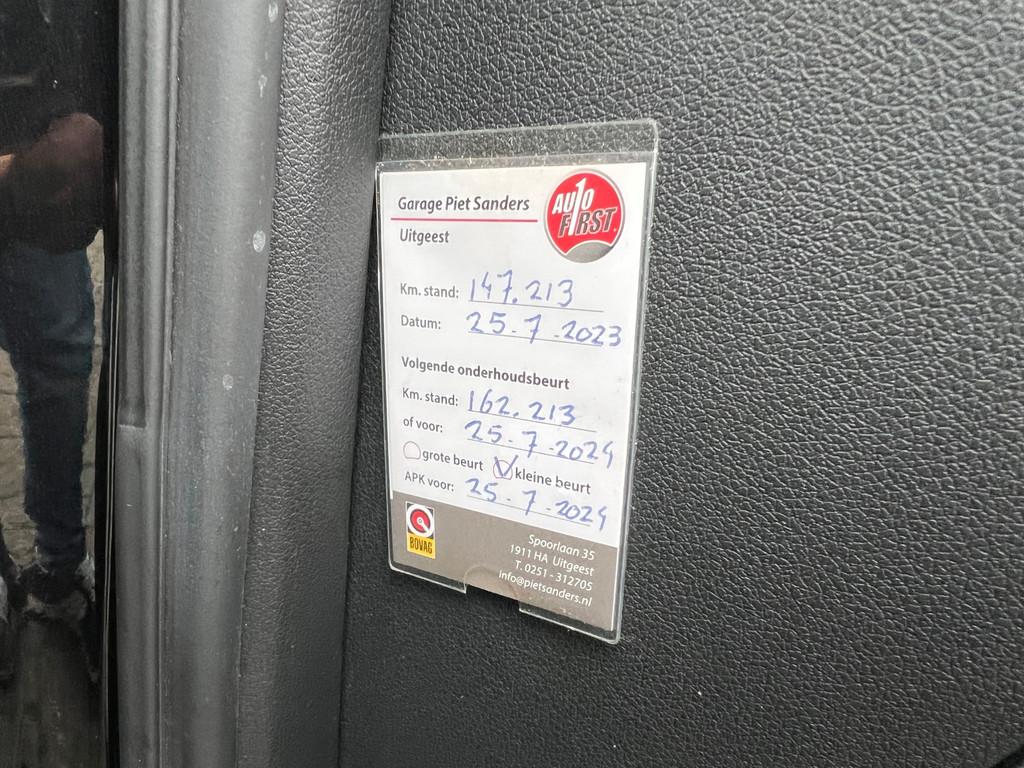 Garage Piet Sanders
AUTO
F1RST.
Uitgeest
Km. stand: 147.213
Datum: 25-7-2023
Volgende onderhoudsbeurt
Km. stand: 162.213
of voor: 25-7-2024
grote beurt kleine beurt
APK voor: 25-7-2024
BOVAG
Spoorlaan 35
1911 HA Uitgeest
T. 0251 - 312705
info@pietsanders.nl